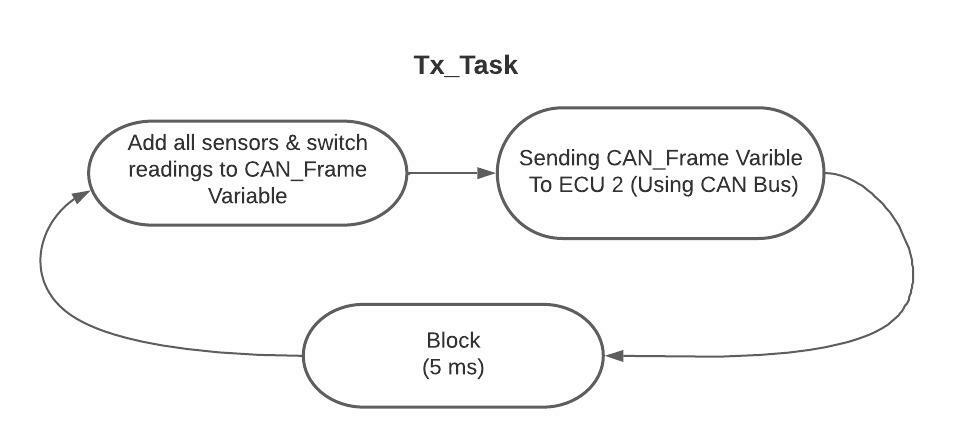 Tx_Task
Add all sensors & switch
readings to CAN_Frame
Variable
Sending CAN_Frame Varible
To ECU 2 (Using CAN Bus)
Block
(5 ms)